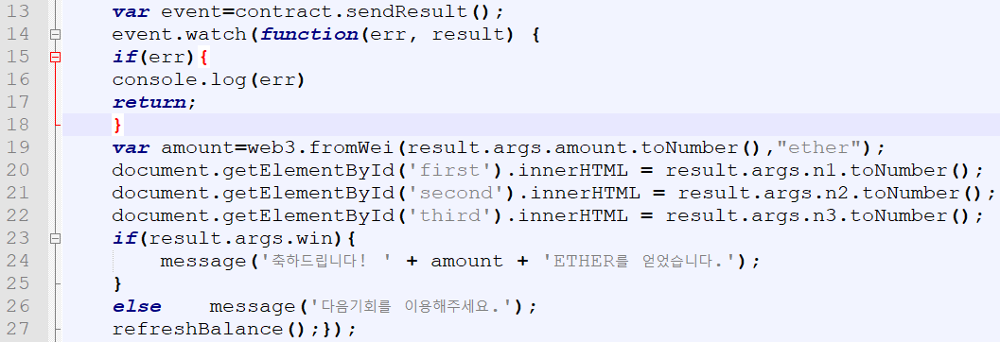 13 var event=contract.sendResult();
14 event.watch(function(err, result) {
15 if(err){
16 console.log(err)
17 return;
18 }
19 var amount=web3.fromWei(result.args.amount.toNumber(),"ether");
20 document.getElementById('first').innerHTML = result.args.n1.toNumber();
21 document.getElementById('second').innerHTML = result.args.n2.toNumber();
22 document.getElementById('third').innerHTML = result.args.n3.toNumber();
23 if(result.args.win){
24 message('축하드립니다! ' + amount + 'ETHER를 얻었습니다.');
25 }
26 else message('다음기회를 이용해주세요.');
27 refreshBalance();});